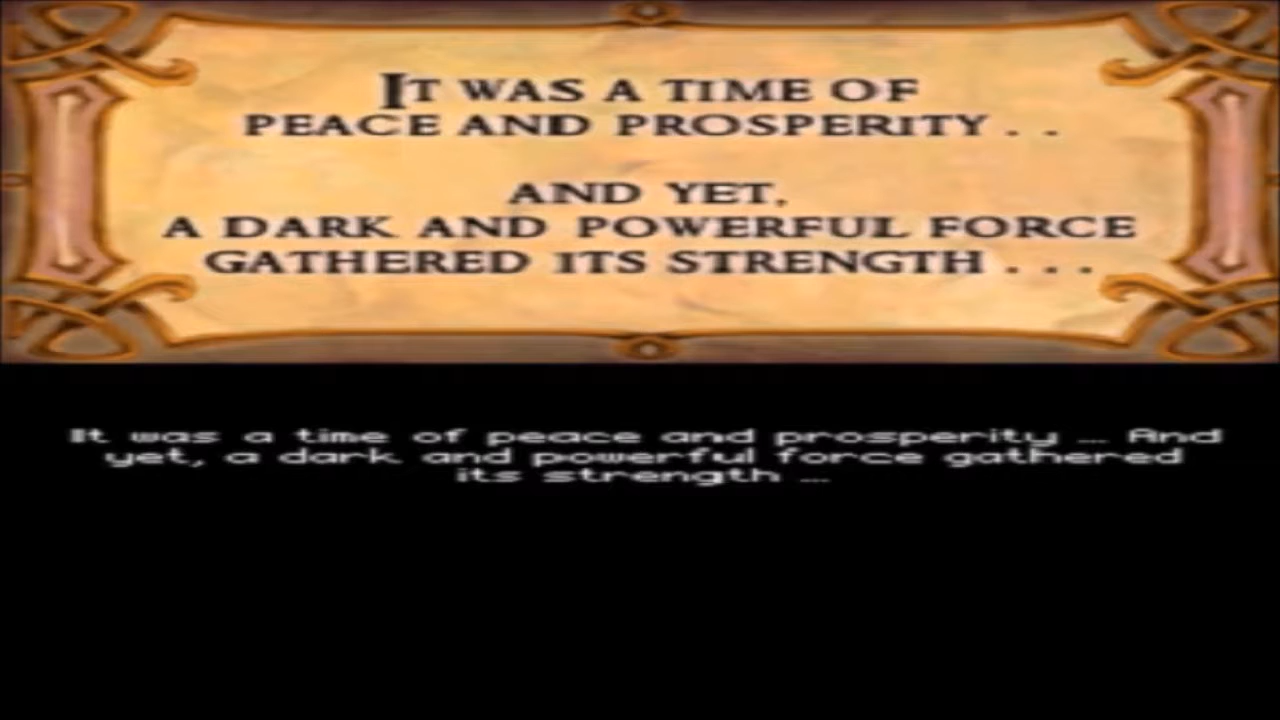 IT WAS A TIME OF
PEACE AND PROSPERITY . .
AND YET,
A DARK AND POWERFUL FORCE
GATHERED ITS STRENGTH . . .
It was a time of peace and prosperity ... And
yet, a dark and powerful force gathered
its strength ...